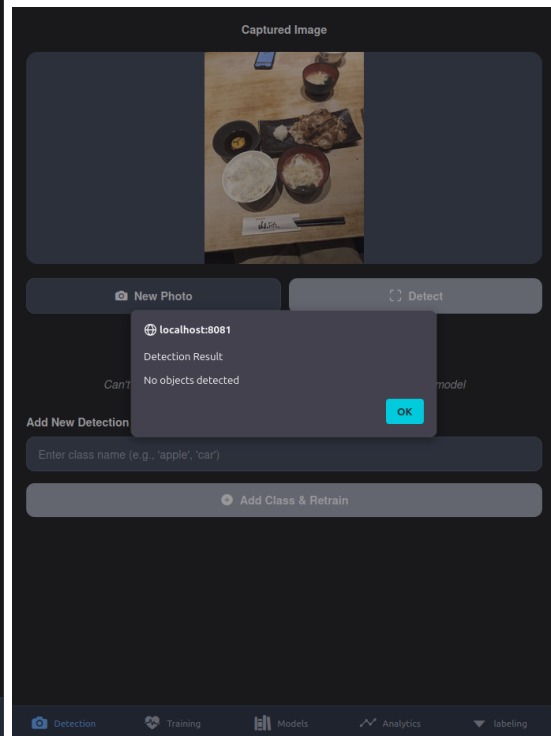 Captured Image
New Photo
Detect
localhost:8081
Detection Result
No objects detected
OK
Can't
model
Add New Detection
Enter class name (e.g., 'apple', 'car')
Add Class & Retrain
Detection
Training
Models
Analytics
labeling